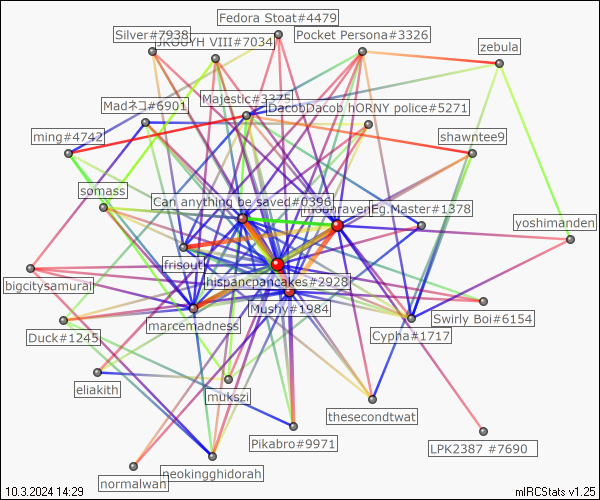 Fedora Stoat#4479
Silver#7938
JKOUYH VIII#7034
Pocket Persona#3326
zebula
Majestic#3375
Madネコ#6901
DacobDacob hORNY police#5271
ming#4742
shawntee9
somass
Can anything be saved#0396
moonraven
Eg.Master#1378
yoshimanden
frisouti
bigcitysamurai
hispancpancakes#2928
Mushy#1984
Swirly Boi#6154
marcemadness
Cypha#1717
Duck#1245
eliakith
mukszi
thesecondtwat
Pikabro#9971
LPK2387 #7690
normalwan
neokingghidorah
10.3.2024 14:29
mIRCStats v1.25